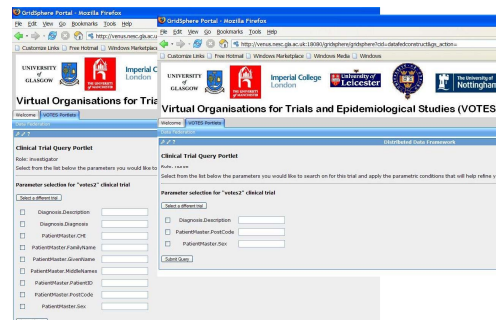 GridSphere Portal - Mozilla Firefox
File Edit View Go Bookmarks Tools Help
http://venus.nesc.gla.ac.u
Customize Links Free Hotmail Windows Marketplace
UNIVERSITY of GLASGOW
Imperial C
London
Virtual Organisations for Tria
Welcome VOTES Portlets
Data Federation
Clinical Trial Query Portlet
Role: investigator
Select from the list below the parameters you would like to
Parameter selection for "votes2" clinical trial
Select a different trial
Diagnosis.Description
Diagnosis.Diagnosis
PatientMaster.CHI
PatientMaster.FamilyName
PatientMaster.GivenName
PatientMaster.MiddleNames
PatientMaster.PatientID
PatientMaster.PostCode
PatientMaster.Sex
GridSphere Portal - Mozilla Firefox
File Edit View Go Bookmarks Tools Help
http://venus.nesc.gla.ac.uk:18080/gridsphere/gridsphere?cid=datafedconstruct&gs_action=
Customize Links Free Hotmail Windows Marketplace Windows Media Windows
UNIVERSITY of GLASGOW
Imperial College
London
University of Leicester
The University of Nottingham
Virtual Organisations for Trials and Epidemiological Studies (VOTES
Welcome VOTES Portlets
Data Federation
Distributed Data Framework
Clinical Trial Query Portlet
Select from the list below the parameters you would like to search on for this trial and apply the parametric conditions that will help refine y
Parameter selection for "votes2" clinical trial
Select a different trial
Diagnosis.Description
PatientMaster.PostCode
PatientMaster.Sex
Submit Query